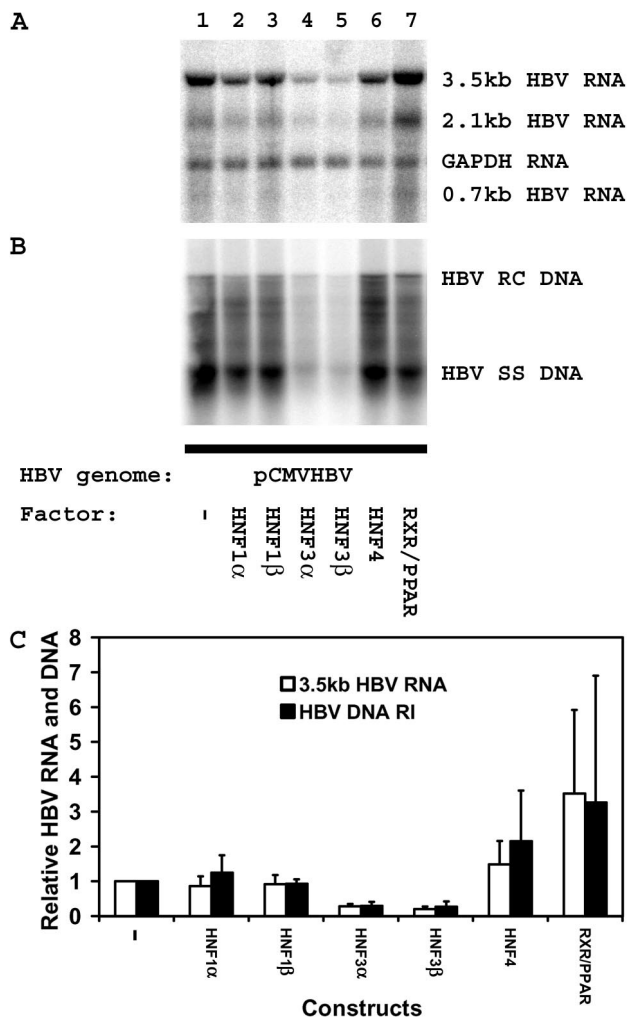 A
1 2 3 4 5 6 7
3.5kb HBV RNA
2.1kb HBV RNA
GAPDH RNA
0.7kb HBV RNA
B
HBV RC DNA
HBV SS DNA
HBV genome: pCMVHBV
Factor: - HNF1α HNF1β HNF3α HNF3β HNF4 RXR/PPAR
C
Relative HBV RNA and DNA
8
7
6
5
4
3
2
1
0
3.5kb HBV RNA
HBV DNA RI
- HNF1α HNF1β HNF3α HNF3β HNF4 RXR/PPAR
Constructs